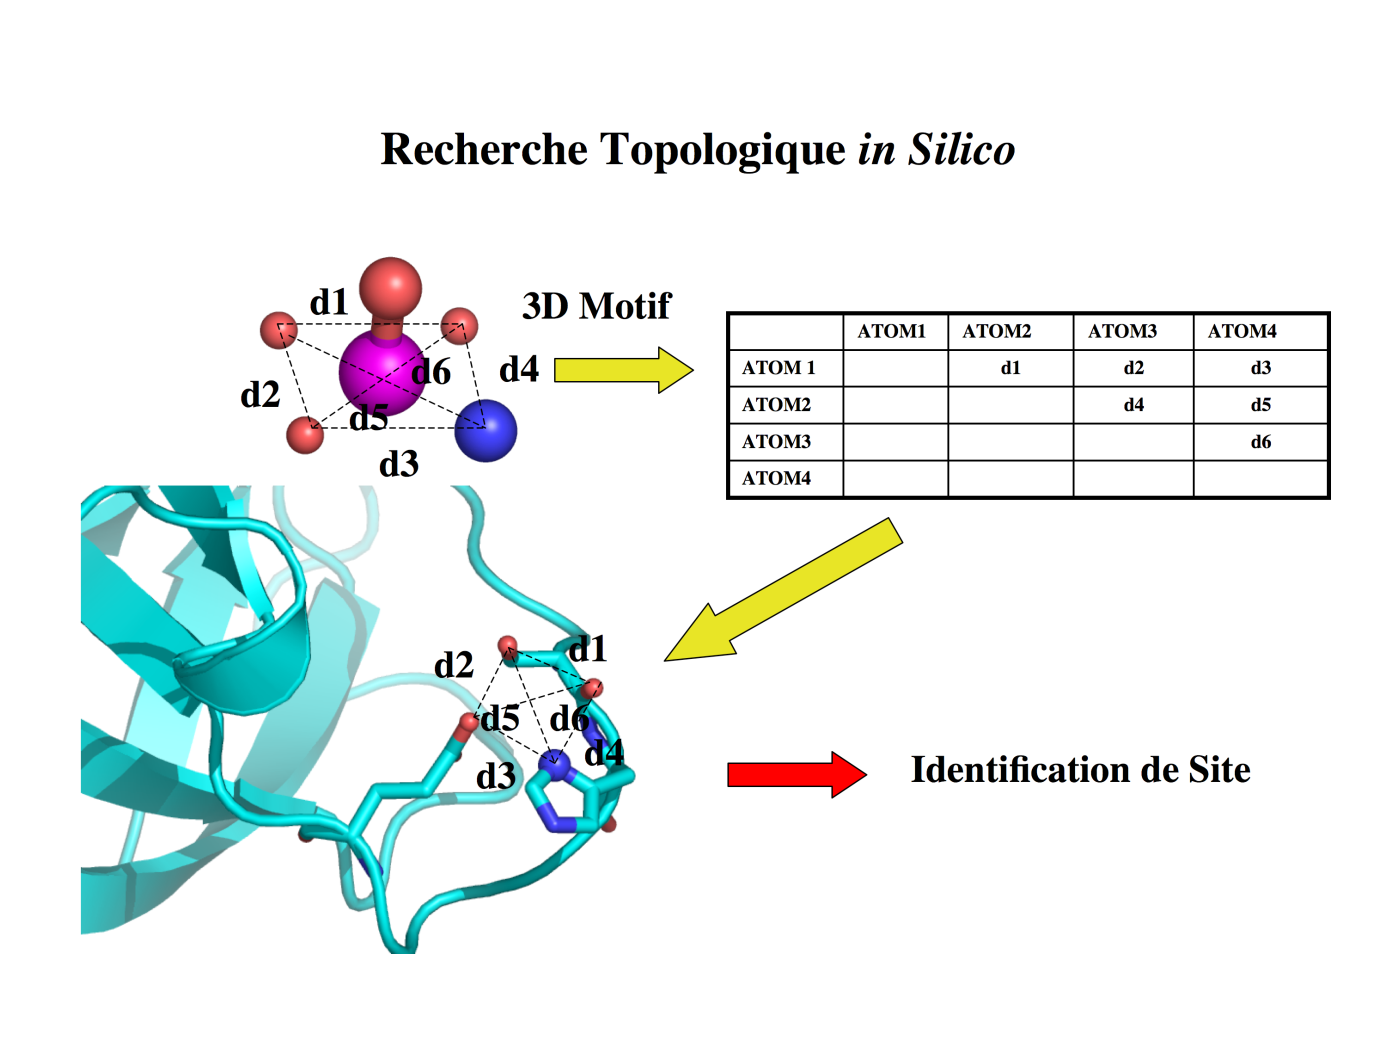 Recherche Topologique in Silico
d1
3D Motif
d6
d4
d2
d5
d3
ATOM1 ATOM2 ATOM3 ATOM4
ATOM 1 d1 d2 d3
ATOM2 d4 d5
ATOM3 d6
ATOM4
d1
d2
d5 d6
d4
d3
Identification de Site